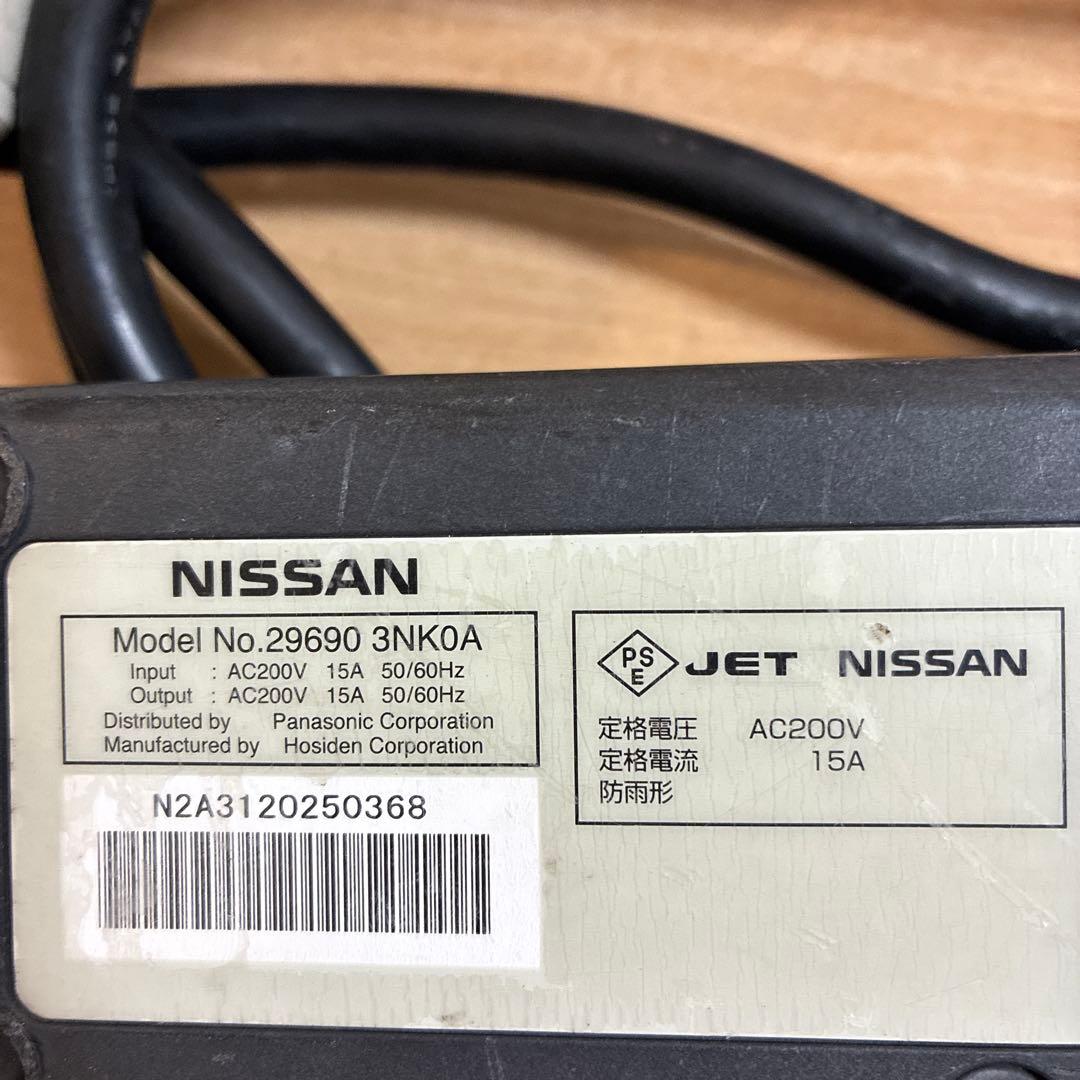 NISSAN
Model No.29690 3NK0A
Input : AC200V 15A 50/60Hz
Output : AC200V 15A 50/60Hz
Distributed by Panasonic Corporation
Manufactured by Hosiden Corporation
N2A3120250368
PS
E
JET NISSAN
定格電圧 AC200V
定格電流 15A
防雨形